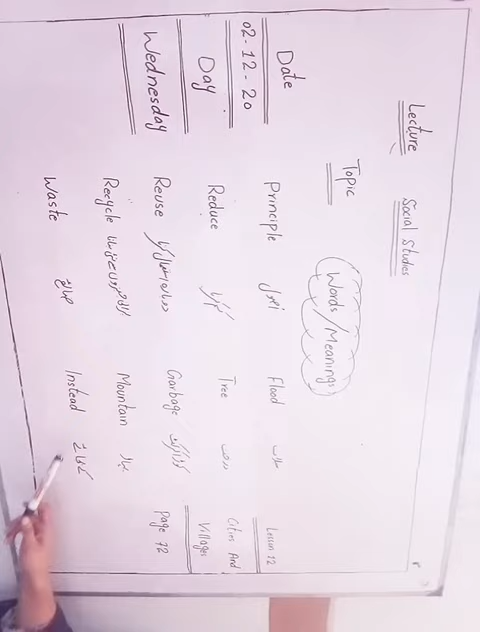 Lecture Social Studies
Topic
Words/Meanings
Date
02-12-20
Day
Wednesday
Principle اصول Flood سیلاب
Reduce کم کرنا Tree درخت
Reuse دوبارہ استعمال کرنا Garbage
Recycle Mountain پہاڑ
Waste ضائع Instead کے بجائے
Lesson 12
Cities And
Villages
Page 72